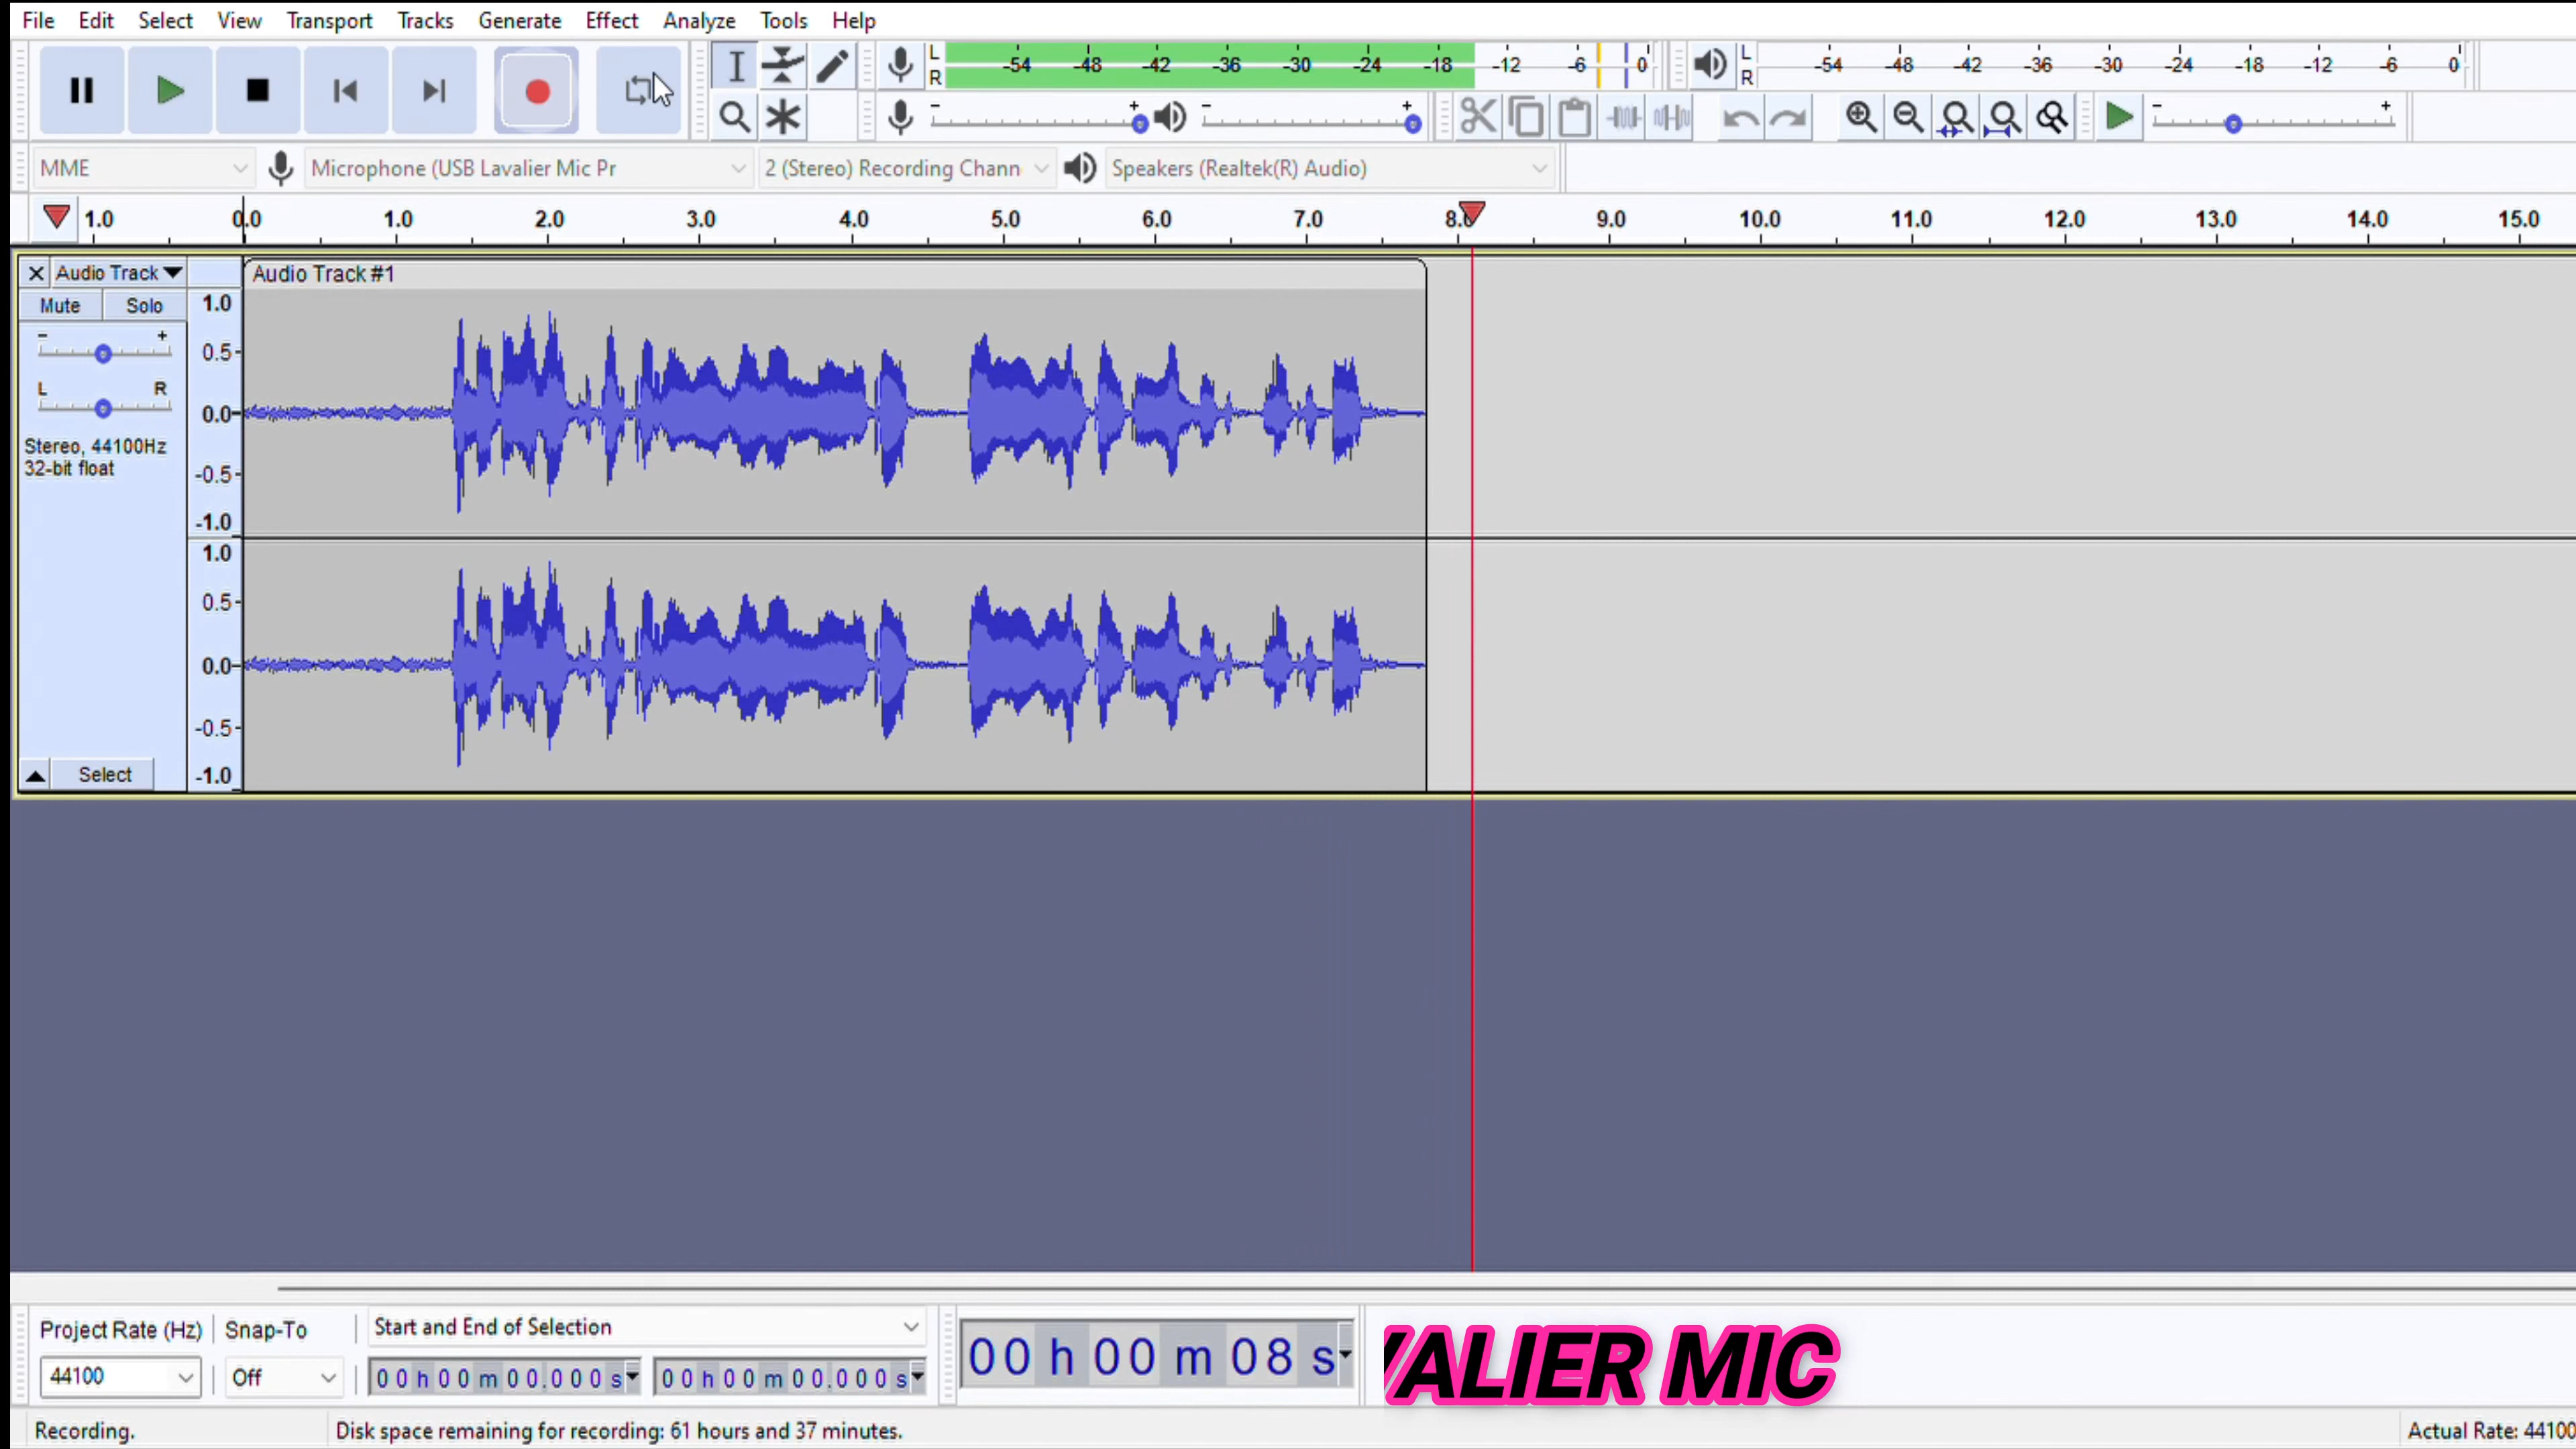 File Edit Select View Transport Tracks Generate Effect Analyze Tools Help
L R -54 -48 -42 -36 -30 -24 -18 -12 -6 0
L R -54 -48 -42 -36 -30 -24 -18 -12 -6 0
- + - + - +
MME Microphone (USB Lavalier Mic Pr 2 (Stereo) Recording Chann Speakers (Realtek(R) Audio)
1.0 0.0 1.0 2.0 3.0 4.0 5.0 6.0 7.0 8.0 9.0 10.0 11.0 12.0 13.0 14.0 15.0
Audio Track Audio Track #1
Mute Solo
- +
L R
Stereo, 44100Hz
32-bit float
1.0
0.5
0.0
-0.5
-1.0
1.0
0.5
0.0
-0.5
-1.0
Select
Project Rate (Hz) Snap-To Start and End of Selection
44100 Off 00 h 00 m 00.000 s 00 h 00 m 00.000 s
00 h 00 m 08 s
VALIER MIC
Recording. Disk space remaining for recording: 61 hours and 37 minutes. Actual Rate: 44100